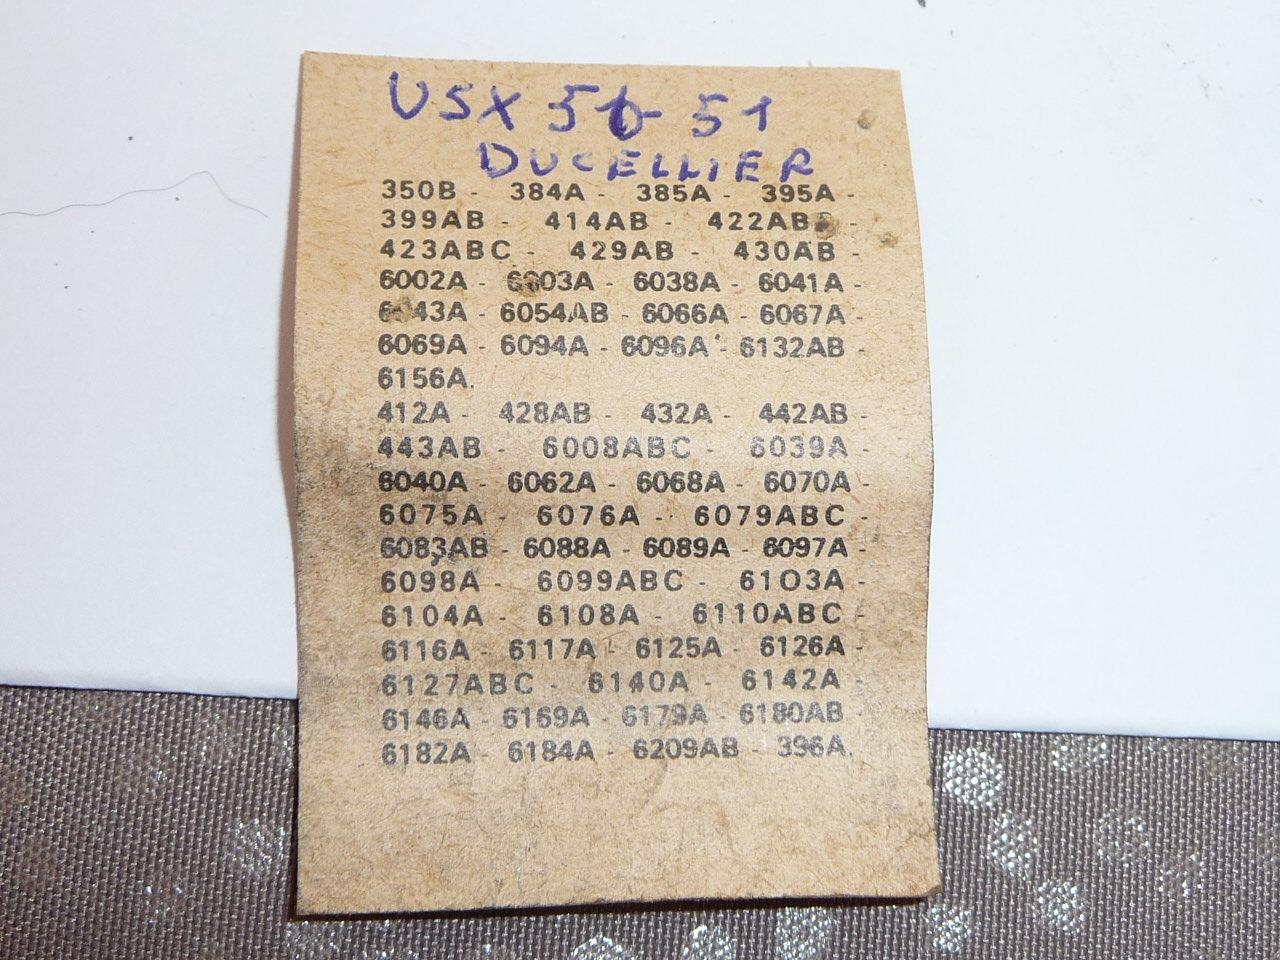 USX 50-51
DUCELLIER
350B - 384A - 385A - 395A -
399AB - 414AB - 422AB -
423ABC - 429AB - 430AB -
6002A - 6003A - 6038A - 6041A -
6043A - 6054AB - 6066A - 6067A -
6069A - 6094A - 6096A - 6132AB -
6156A.
412A - 428AB - 432A - 442AB -
443AB - 6008ABC - 6039A -
6040A - 6062A - 6068A - 6070A -
6075A - 6076A - 6079ABC -
6083AB - 6088A - 6089A - 6097A -
6098A - 6099ABC - 6103A -
6104A - 6108A - 6110ABC -
6116A - 6117A - 6125A - 6126A -
6127ABC - 6140A - 6142A -
6146A - 6169A - 6179A - 6180AB -
6182A - 6184A - 6209AB - 396A.